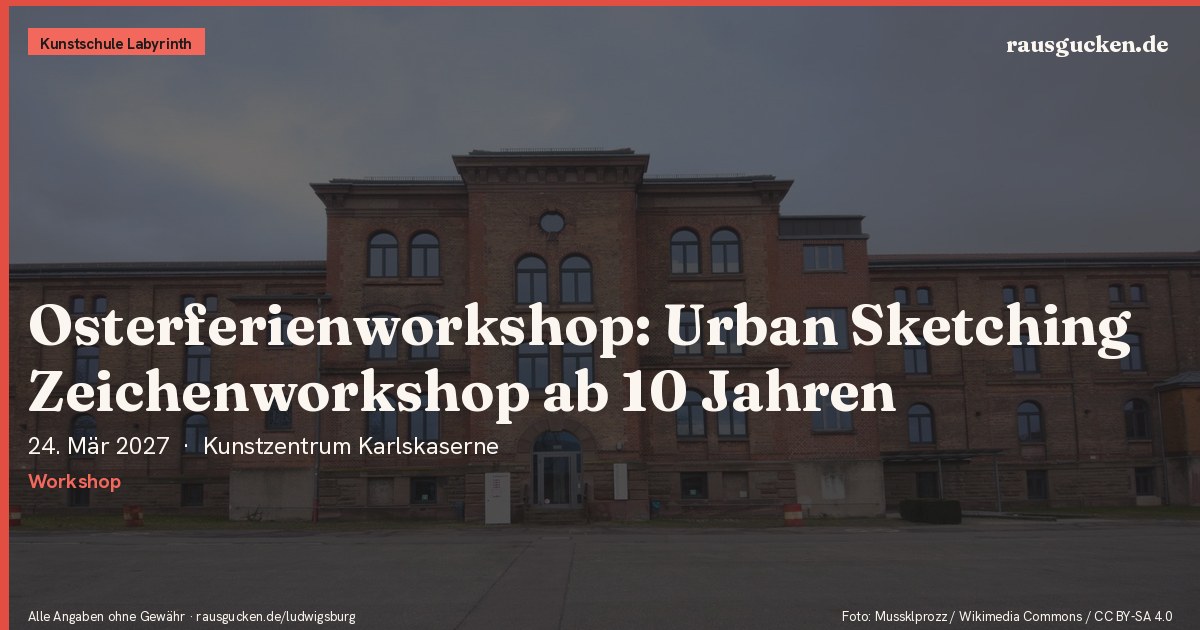 Kunstschule Labyrinth
rausgucken.de
Osterferienworkshop: Urban Sketching
Zeichenworkshop ab 10 Jahren
24. Mär 2027 · Kunstzentrum Karlskaserne
Workshop
Alle Angaben ohne Gewähr · rausgucken.de/ludwigsburg
Foto: Mussklprozz / Wikimedia Commons / CC BY-SA 4.0